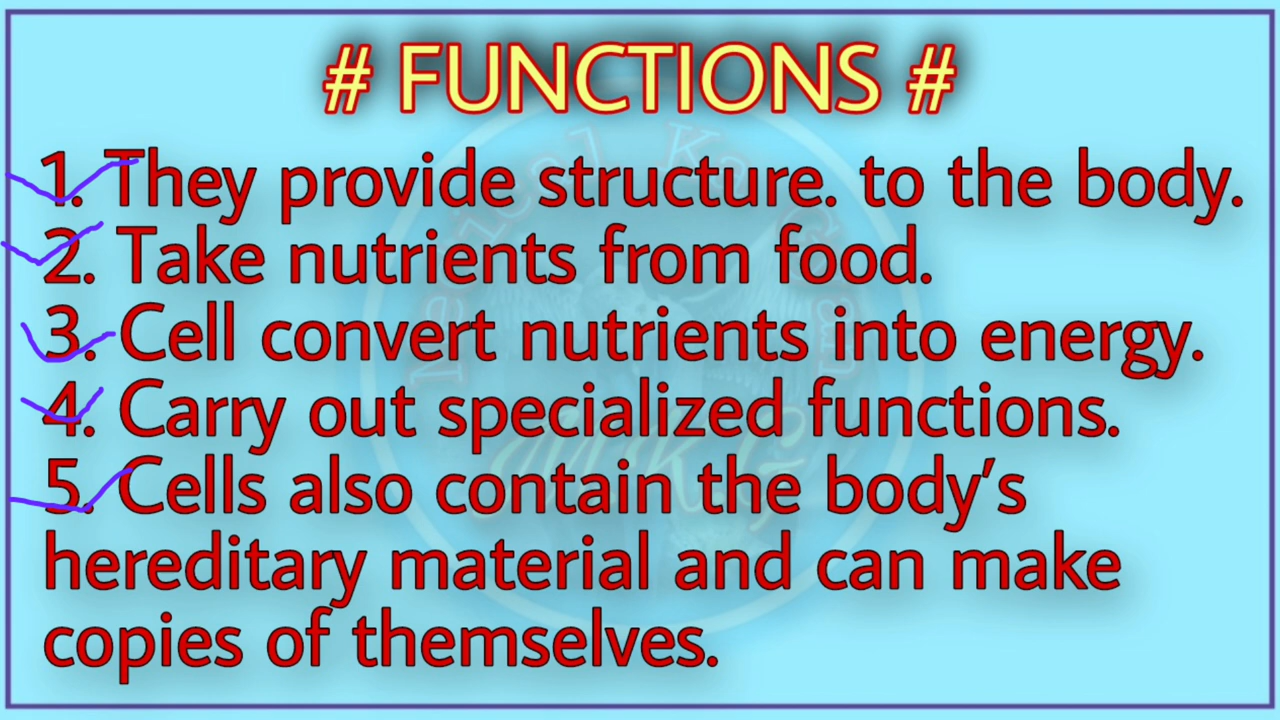 # FUNCTIONS #
1. They provide structure. to the body.
2. Take nutrients from food.
3. Cell convert nutrients into energy.
4. Carry out specialized functions.
5. Cells also contain the body's
hereditary material and can make
copies of themselves.